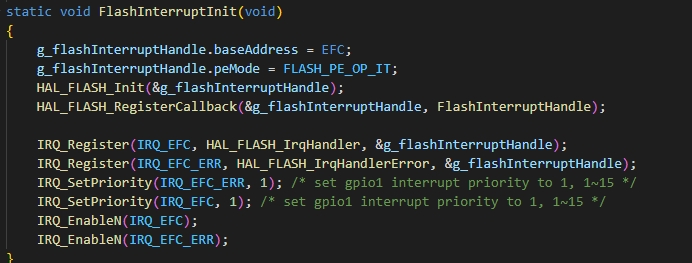 static void FlashInterruptInit(void)
{
    g_flashInterruptHandle.baseAddress = EFC;
    g_flashInterruptHandle.peMode = FLASH_PE_OP_IT;
    HAL_FLASH_Init(&g_flashInterruptHandle);
    HAL_FLASH_RegisterCallback(&g_flashInterruptHandle, FlashInterruptHandle);

    IRQ_Register(IRQ_EFC, HAL_FLASH_IrqHandler, &g_flashInterruptHandle);
    IRQ_Register(IRQ_EFC_ERR, HAL_FLASH_IrqHandlerError, &g_flashInterruptHandle);
    IRQ_SetPriority(IRQ_EFC_ERR, 1); /* set gpio1 interrupt priority to 1, 1~15 */
    IRQ_SetPriority(IRQ_EFC, 1); /* set gpio1 interrupt priority to 1, 1~15 */
    IRQ_EnableN(IRQ_EFC);
    IRQ_EnableN(IRQ_EFC_ERR);
}